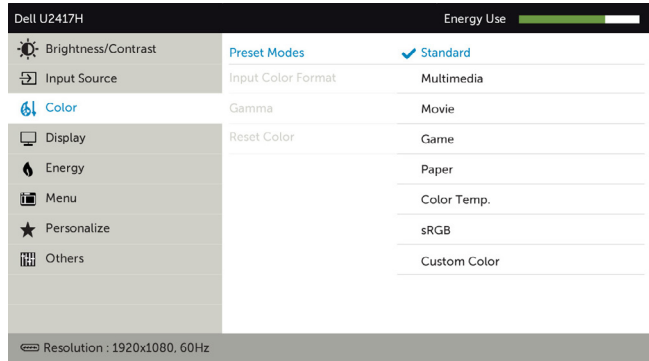 Dell U2417H
Energy Use
Brightness/Contrast
Input Source
Color
Display
Energy
Menu
Personalize
Others
Preset Modes
Input Color Format
Gamma
Reset Color
Standard
Multimedia
Movie
Game
Paper
Color Temp.
sRGB
Custom Color
Resolution : 1920x1080, 60Hz